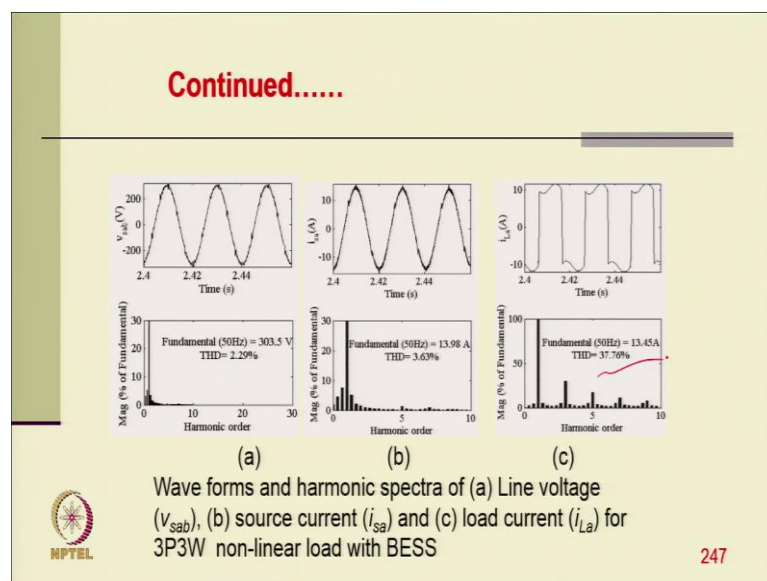 Continued......
200
0
-200
v_sab(V)
2.4 2.42 2.44
Time (s)
10
0
-10
i_sa(A)
2.4 2.42 2.44
Time (s)
10
0
-10
i_La(A)
2.4 2.42 2.44
Time (s)
30
20
10
0
Mag (% of Fundamental)
Fundamental (50Hz) = 303.5 V
THD= 2.29%
0 10 20 30
Harmonic order
30
20
10
0
Mag (% of Fundamental)
Fundamental (50Hz) = 13.98 A
THD= 3.63%
0 5 10
Harmonic order
100
50
0
Mag (% of Fundamental)
Fundamental (50Hz) = 13.45A
THD= 37.76%
0 5 10
Harmonic order
(a) (b) (c)
Wave forms and harmonic spectra of (a) Line voltage
(v_sab), (b) source current (i_sa) and (c) load current (i_La) for
3P3W non-linear load with BESS
NPTEL
247